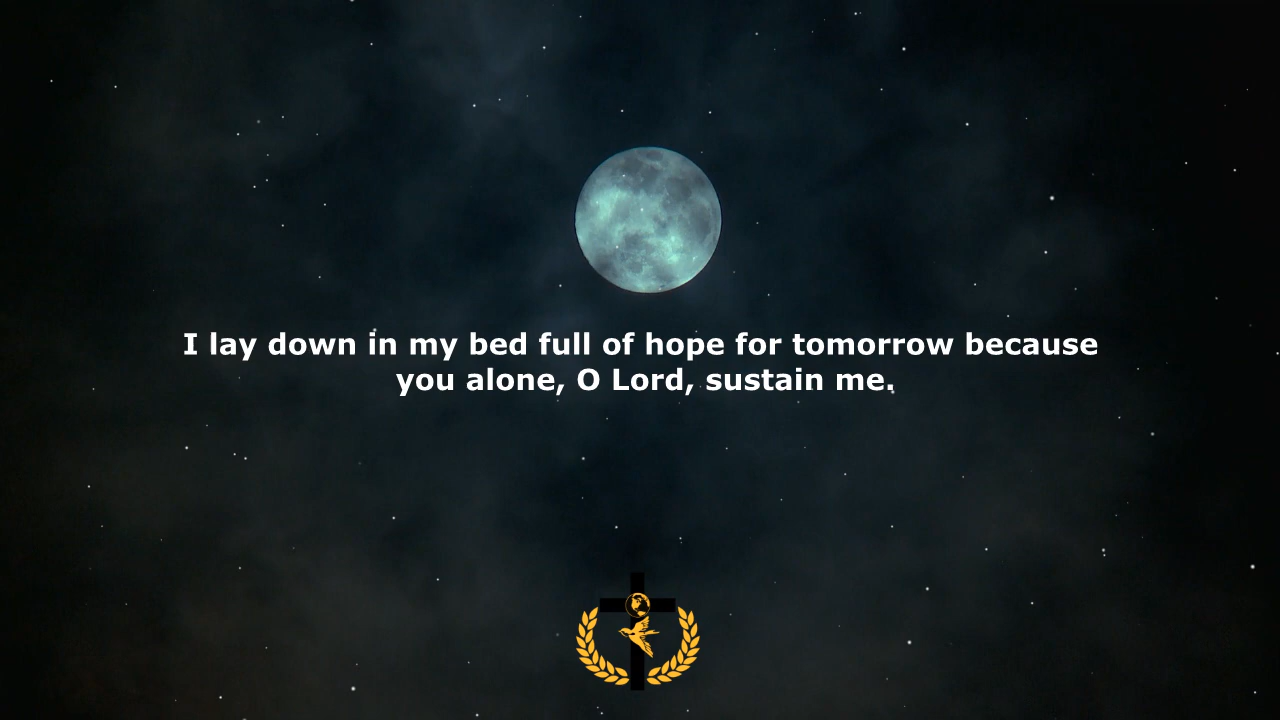 I lay down in my bed full of hope for tomorrow because
you alone, O Lord, sustain me.